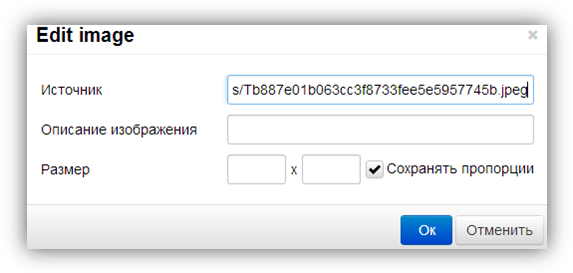 Edit image ×
Источник s/Tb887e01b063cc3f8733fee5e5957745b.jpeg
Описание изображения
Размер x Сохранять пропорции
Ок Отменить